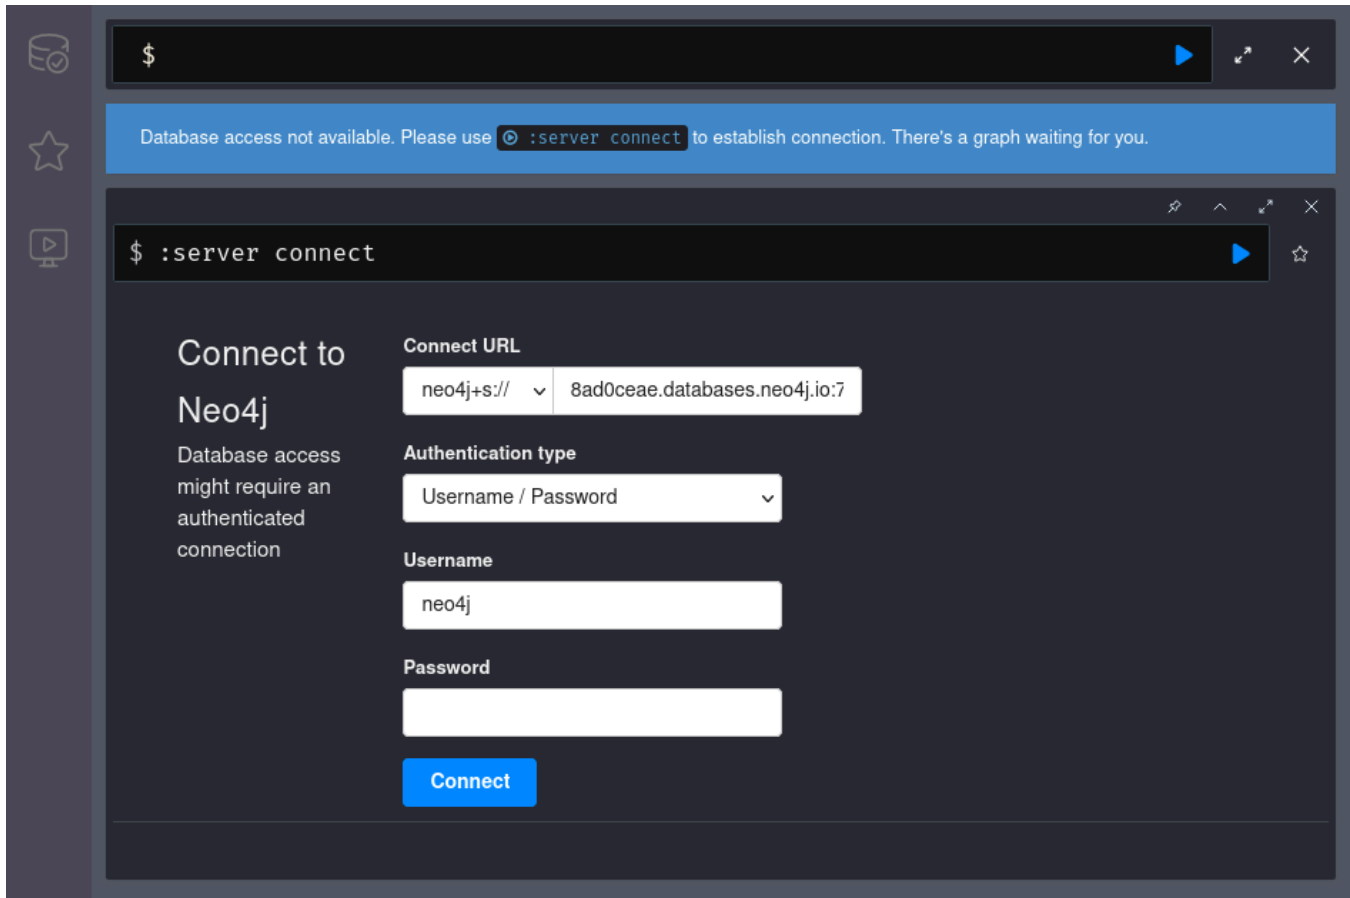 $
Database access not available. Please use :server connect to establish connection. There's a graph waiting for you.
$ :server connect
Connect to
Neo4j
Database access
might require an
authenticated
connection
Connect URL
neo4j+s://
8ad0ceae.databases.neo4j.io:7
Authentication type
Username / Password
Username
neo4j
Password
Connect